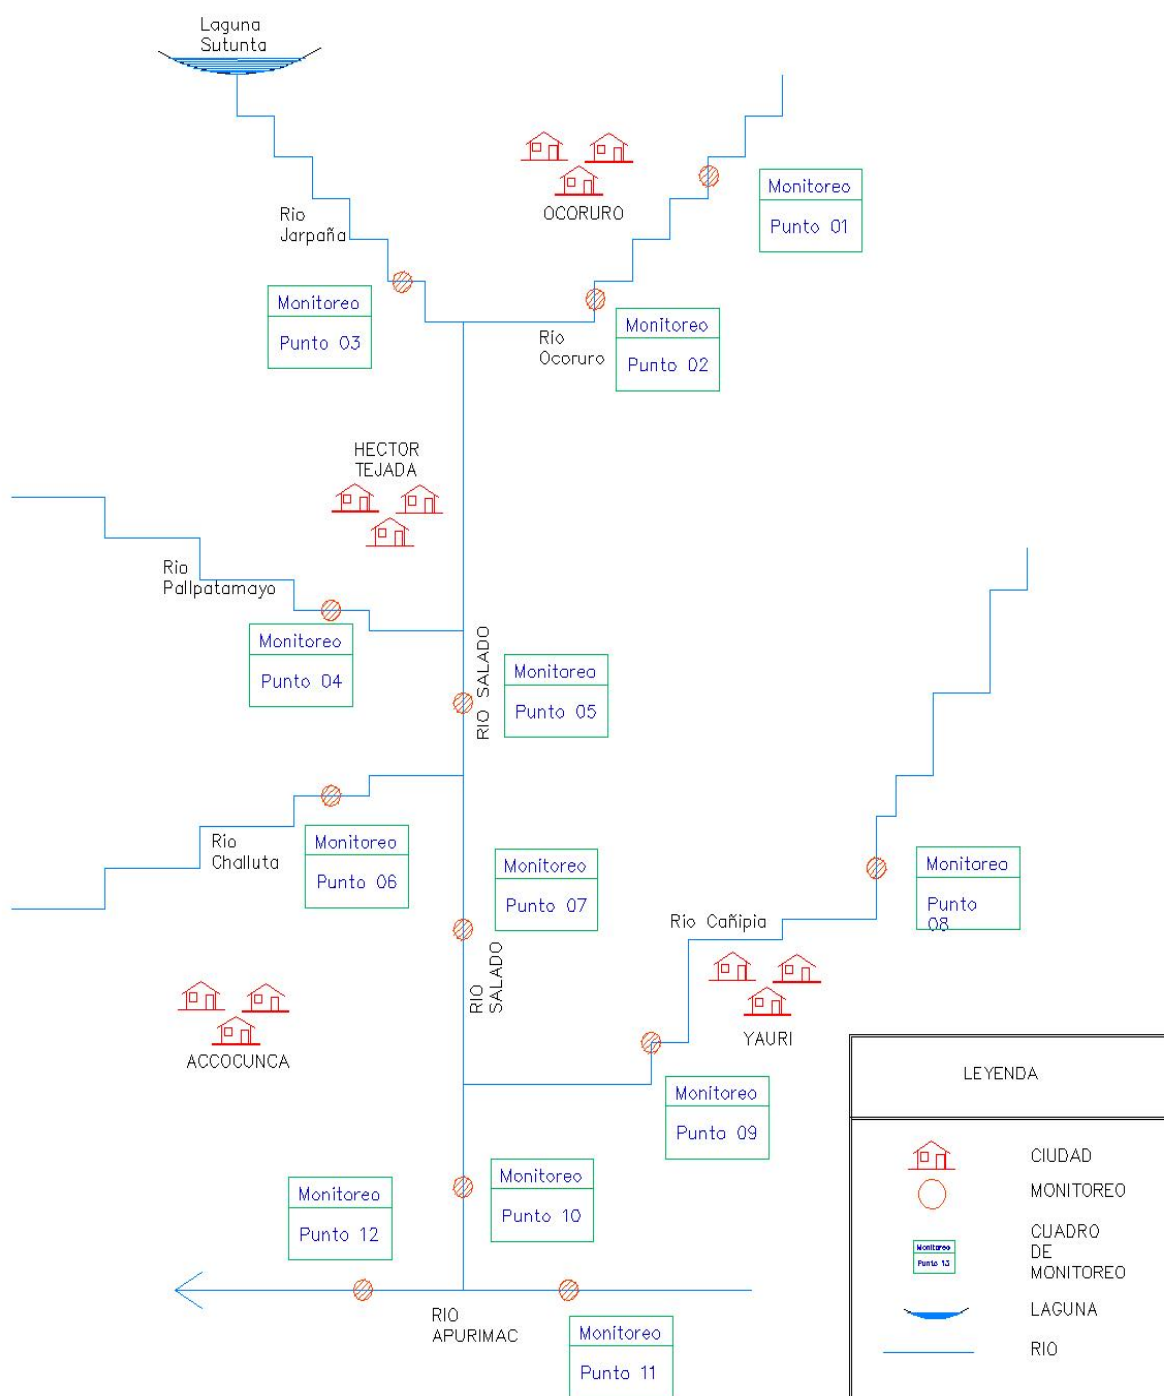 Laguna
Sutunta
OCORURO
Monitoreo
Punto 01
Rio
Jarpaña
Monitoreo
Punto 03
Río
Ocoruro
Monitoreo
Punto 02
HECTOR
TEJADA
Rio
Pallpatamayo
Monitoreo
Punto 04
RIO SALADO
Monitoreo
Punto 05
Rio
Challuta
Monitoreo
Punto 06
Monitoreo
Punto 07
Rio Cañipia
Monitoreo
Punto
08
RIO
SALADO
ACCOCUNCA
YAURI
Monitoreo
Punto 09
Monitoreo
Punto 10
Monitoreo
Punto 12
RIO
APURIMAC
Monitoreo
Punto 11
LEYENDA
CIUDAD
MONITOREO
Monitoreo
Punto 13
CUADRO
DE
MONITOREO
LAGUNA
RIO